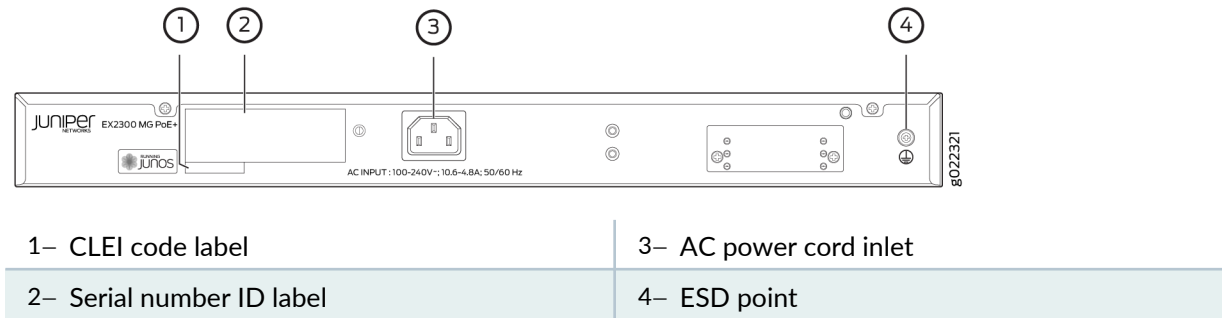 1 2 3 4
JUNIPER NETWORKS EX2300 MG PoE+
RUNNING JUNOS
AC INPUT : 100-240V~; 10.6-4.8A; 50/60 Hz
g022321
1– CLEI code label
3– AC power cord inlet
2– Serial number ID label
4– ESD point